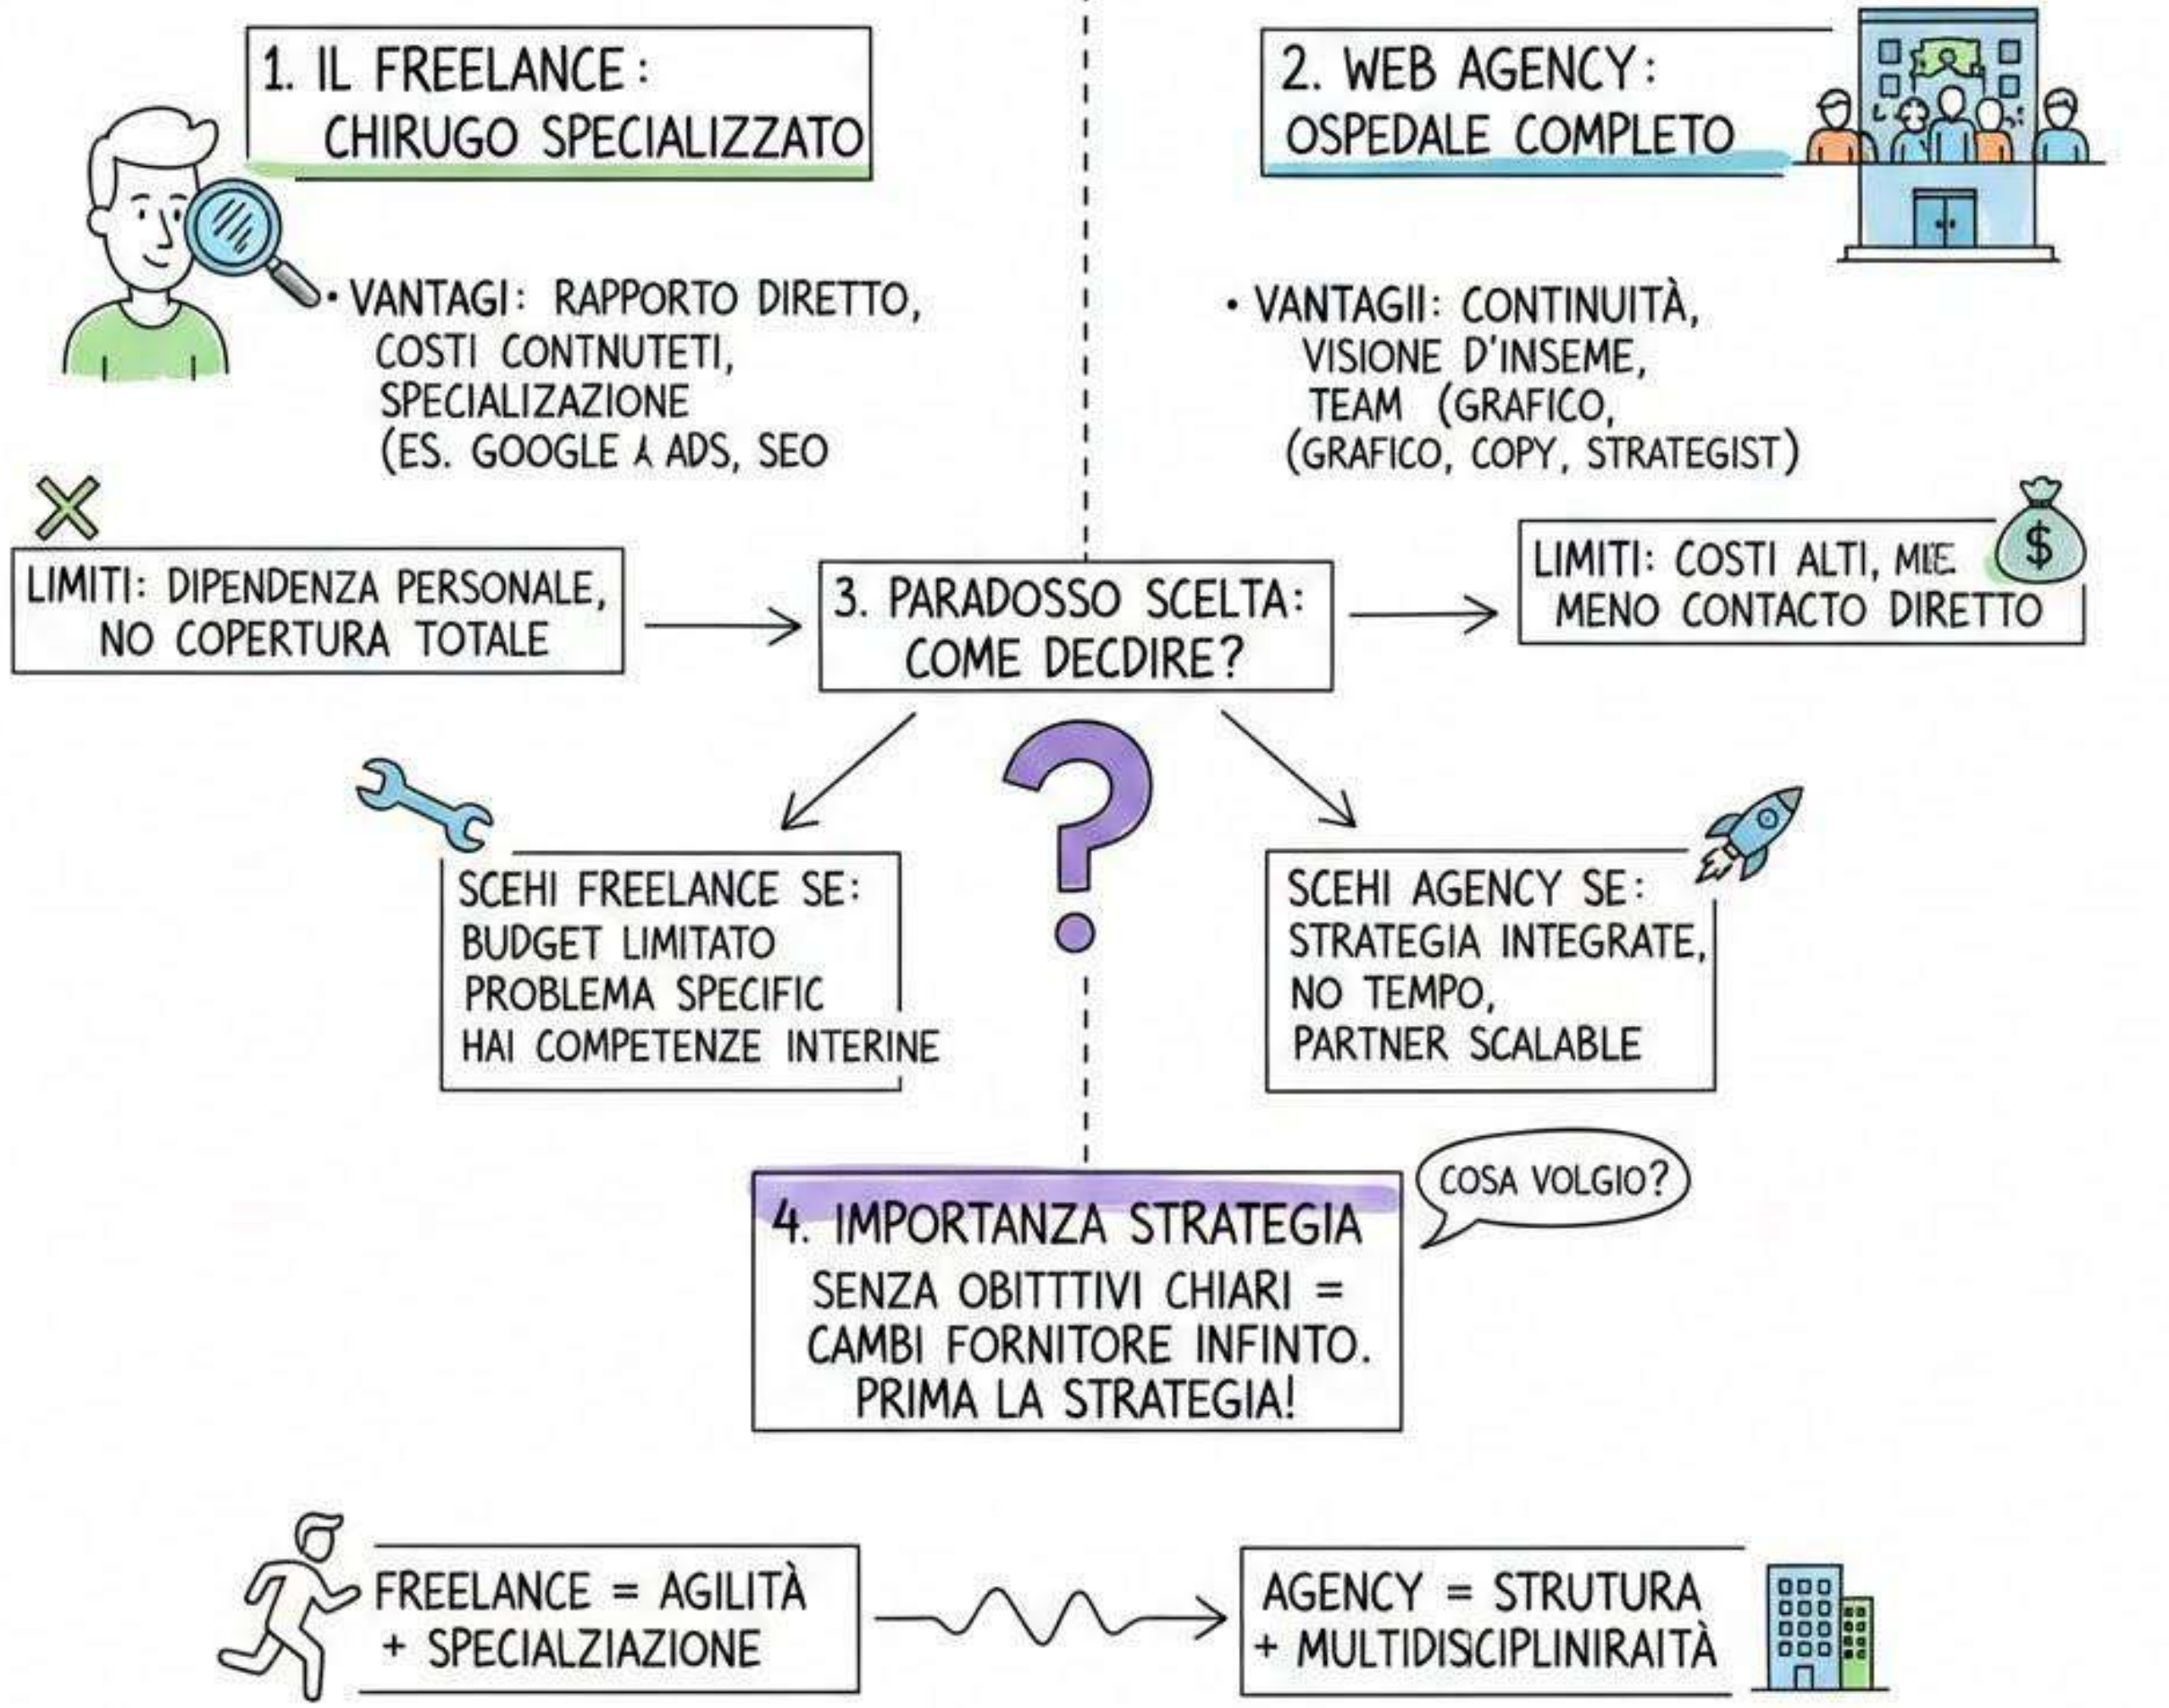 1. IL FREELANCE:
CHIRUGO SPECIALIZZATO
• VANTAGI: RAPPORTO DIRETTO,
COSTI CONTNUTETI,
SPECIALIZAZIONE
(ES. GOOGLE ADS, SEO
LIMITI: DIPENDENZA PERSONALE,
NO COPERTURA TOTALE
2. WEB AGENCY:
OSPEDALE COMPLETO
• VANTAGII: CONTINUITÀ,
VISIONE D'INSEME,
TEAM (GRAFICO,
(GRAFICO, COPY, STRATEGIST)
LIMITI: COSTI ALTI,
MENO CONTACTO DIRETTO
$
3. PARADOSSO SCELTA:
COME DECDIRE?
?
SCEHI FREELANCE SE:
BUDGET LIMITATO
PROBLEMA SPECIFIC
HAI COMPETENZE INTERINE
SCEHI AGENCY SE:
STRATEGIA INTEGRATE,
NO TEMPO,
PARTNER SCALABLE
COSA VOLGIO?
4. IMPORTANZA STRATEGIA
SENZA OBITTTIVI CHIARI =
CAMBI FORNITORE INFINTO.
PRIMA LA STRATEGIA!
FREELANCE = AGILITÀ
+ SPECIALZIAZIONE
AGENCY = STRUTURA
+ MULTIDISCIPLINIRAITÀ